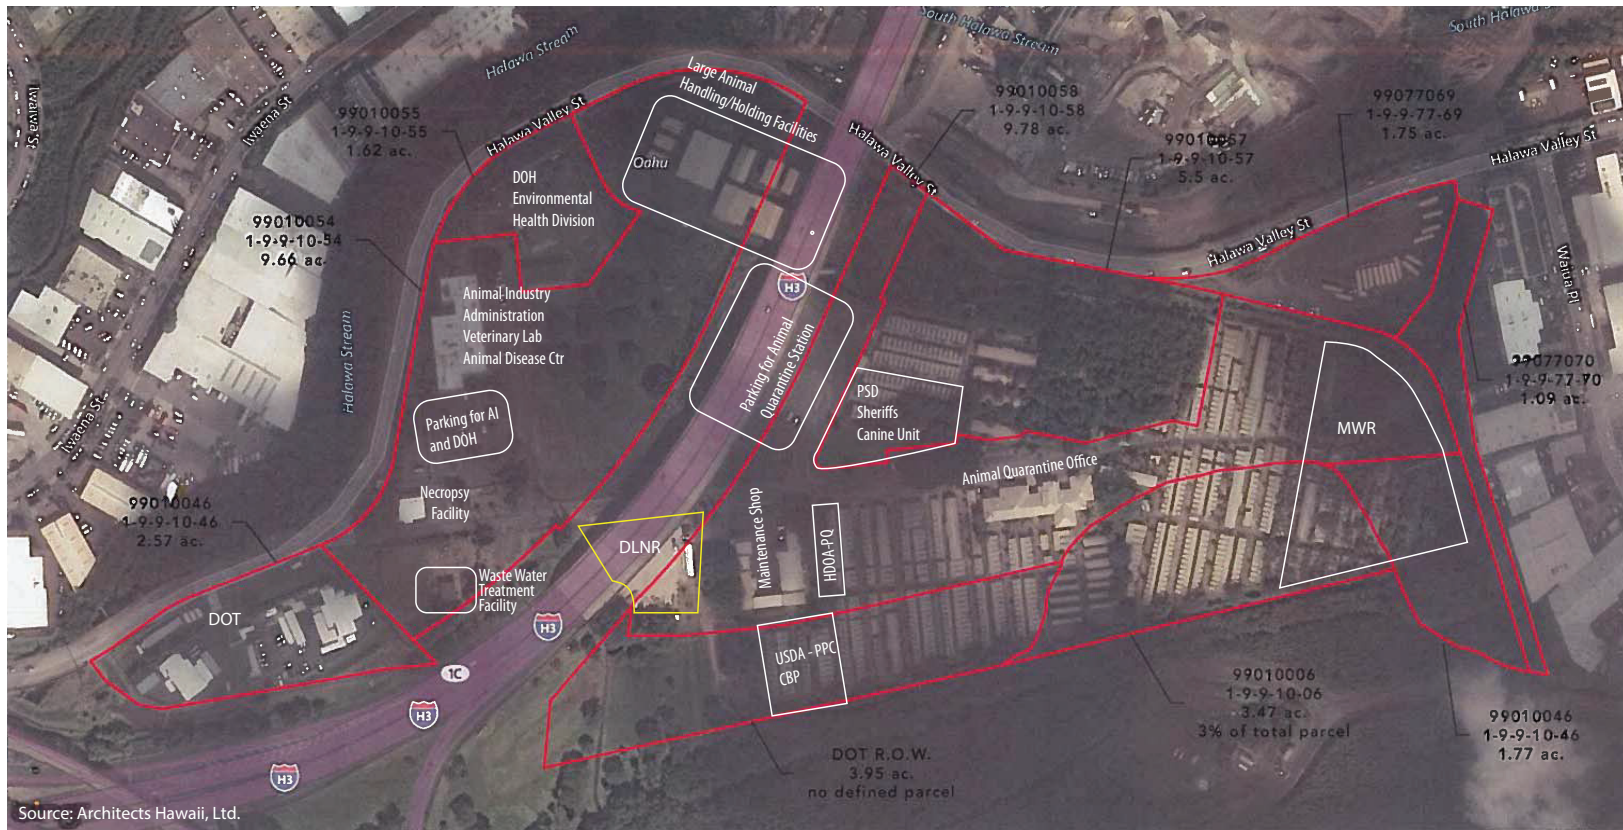 Iwaiwa St
Iwaena St
Halawa Stream
South Halawa Stream
South Halawa S
99010055
1-9-9-10-55
1.62 ac.
Halawa Valley St
Large Animal
Handling/Holding Facilities
Oahu
99010058
1-9-9-10-58
9.78 ac.
99010057
1-9-9-10-57
5.5 ac.
99077069
1-9-9-77-69
1.75 ac.
Halawa Valley St
Halawa Valley St
Halawa Valley St
Waiua Pl
DOH
Environmental
Health Division
99010054
1-9-9-10-54
9.66 ac.
Halawa Stream
Animal Industry
Administration
Veterinary Lab
Animal Disease Ctr
H3
Parking for Animal
Quarantine Station
PSD
Sheriffs
Canine Unit
99077070
1-9-9-77-70
1.09 ac.
MWR
Iwaena St
Parking for AI
and DOH
Animal Quarantine Office
Necropsy
Facility
99010046
1-9-9-10-46
2.57 ac.
DLNR
Maintenance Shop
HDOA-PQ
Waste Water
Treatment
Facility
DOT
H3
1C
H3
H3
USDA - PPC
CBP
99010006
1-9-9-10-06
3.47 ac.
3% of total parcel
99010046
1-9-9-10-46
1.77 ac.
DOT R.O.W.
3.95 ac.
no defined parcel
Source: Architects Hawaii, Ltd.